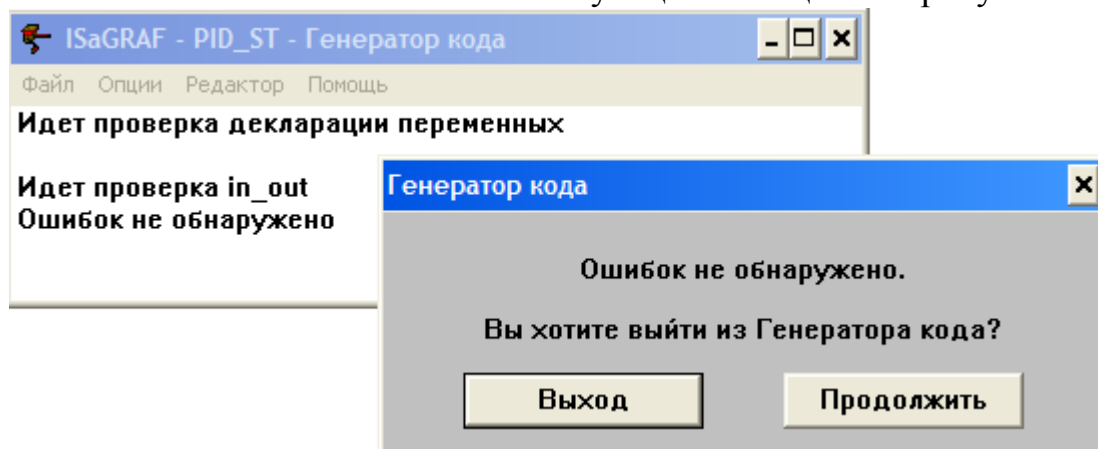 ISaGRAF - PID_ST - Генератор кода
Файл Опции Редактор Помощь
Идет проверка декларации переменных
Идет проверка in_out
Ошибок не обнаружено
Генератор кода
Ошибок не обнаружено.
Вы хотите выйти из Генератора кода?
Выход
Продолжить